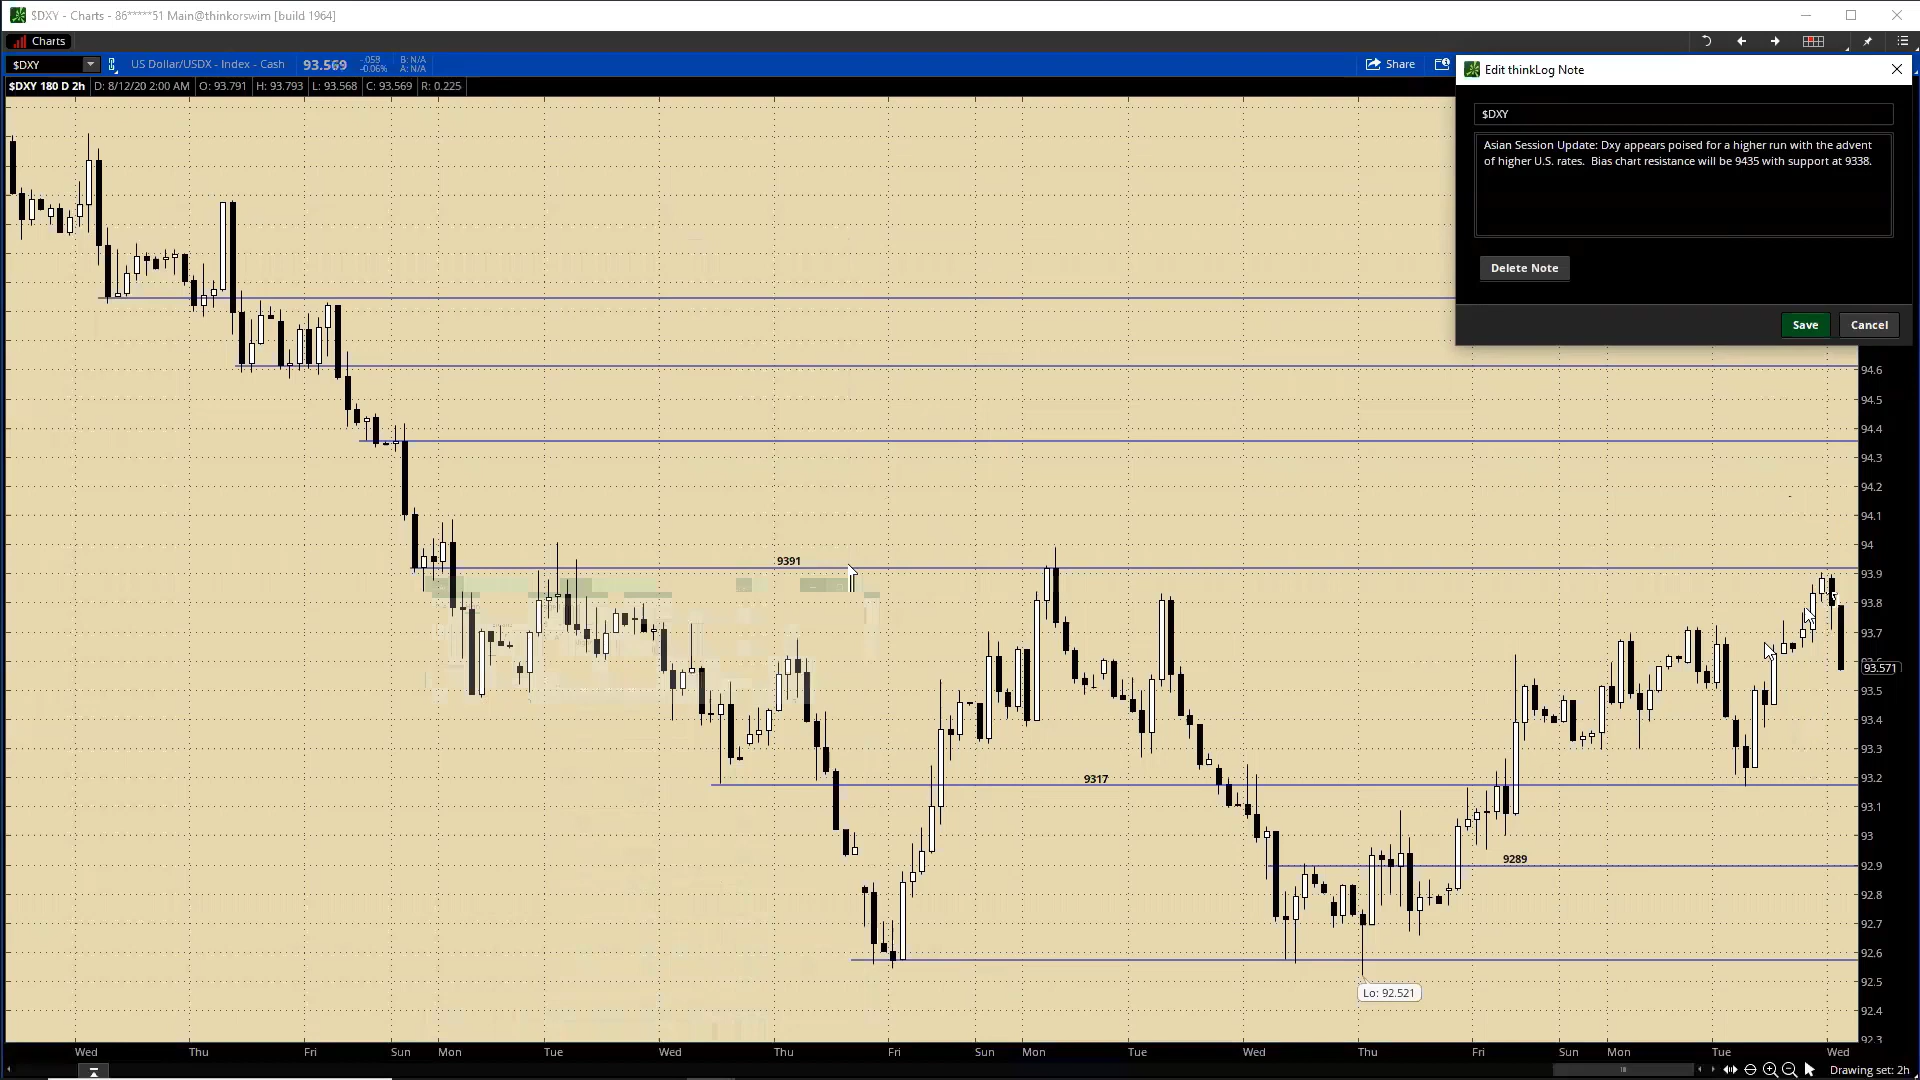 $DXY - Charts - 86*****51 Main@thinkorswim [build 1964]
Charts
$DXY US Dollar/USDX - Index - Cash 93.569 -.059 -0.06% B: N/A A: N/A Share
$DXY 180 D 2h D: 8/12/20 2:00 AM O: 93.791 H: 93.793 L: 93.568 C: 93.569 R: 0.225
Edit thinkLog Note
$DXY
Asian Session Update: Dxy appears poised for a higher run with the advent
of higher U.S. rates. Bias chart resistance will be 9435 with support at 9338.
Delete Note
Save Cancel
94.6
94.5
94.4
94.3
94.2
94.1
94
9391
93.9
93.8
93.7
93.571
93.5
93.4
93.3
9317
93.2
93.1
93
9289
92.9
92.8
92.7
92.6
92.5
Lo: 92.521
92.4
92.3
Wed Thu Fri Sun Mon Tue Wed Thu Fri Sun Mon Tue Wed Thu Fri Sun Mon Tue Wed
Drawing set: 2h